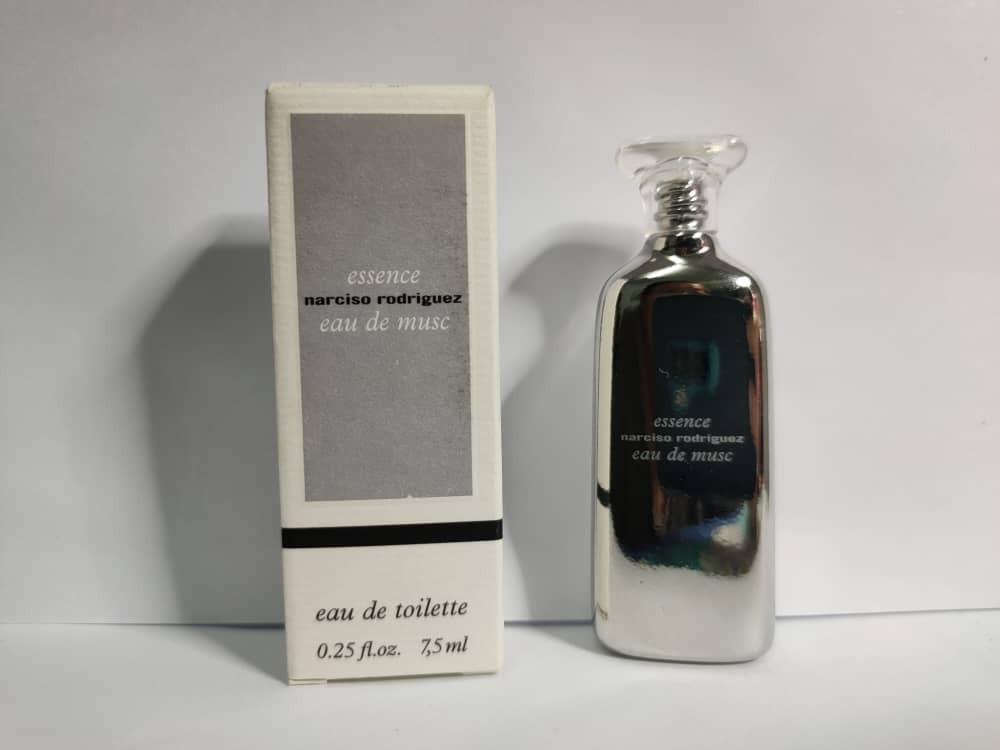 essence
narciso rodriguez
eau de musc
eau de toilette
0.25 fl.oz. 7,5 ml
essence
narciso rodriguez
eau de musc